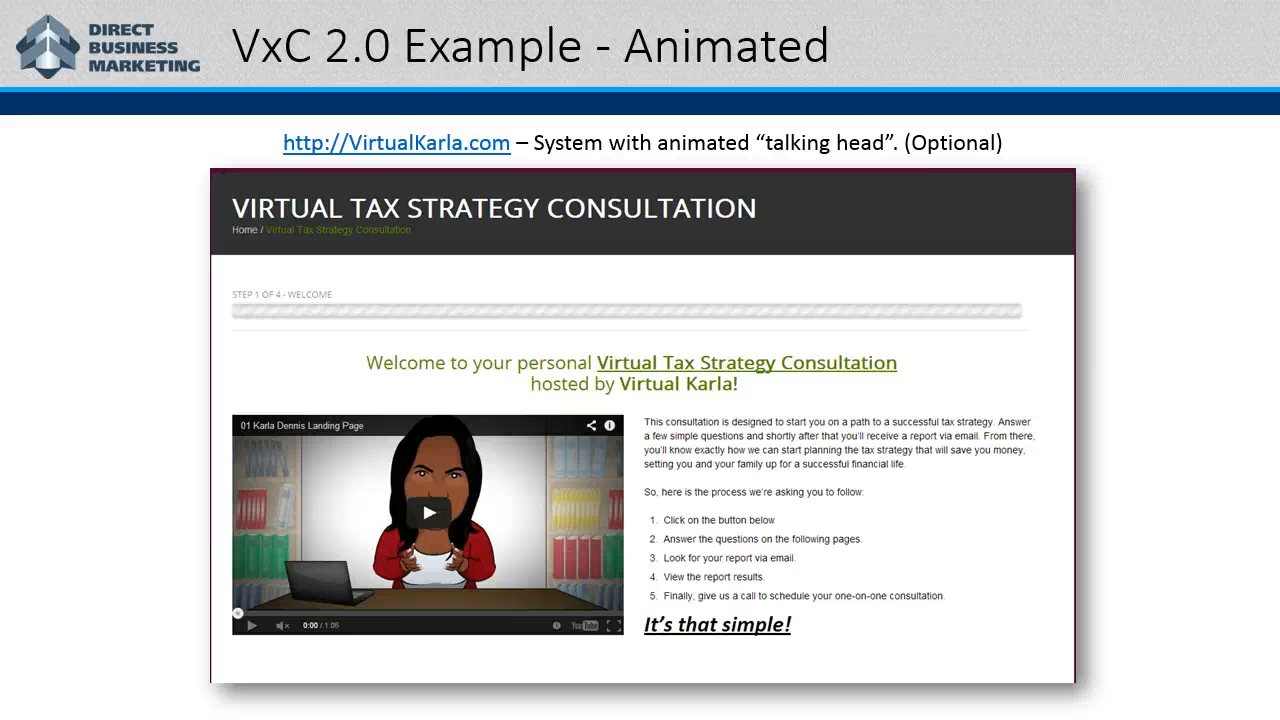 DIRECT
BUSINESS
MARKETING
VxC 2.0 Example - Animated
http://VirtualKarla.com – System with animated “talking head”. (Optional)
VIRTUAL TAX STRATEGY CONSULTATION
Home / Virtual Tax Strategy Consultation
STEP 1 OF 4 - WELCOME
Welcome to your personal Virtual Tax Strategy Consultation
hosted by Virtual Karla!
01 Karla Dennis Landing Page
0:00 / 1:06
YouTube
This consultation is designed to start you on a path to a successful tax strategy. Answer
a few simple questions and shortly after that you’ll receive a report via email. From there,
you’ll know exactly how we can start planning the tax strategy that will save you money,
setting you and your family up for a successful financial life.
So, here is the process we’re asking you to follow:
1. Click on the button below
2. Answer the questions on the following pages.
3. Look for your report via email.
4. View the report results.
5. Finally, give us a call to schedule your one-on-one consultation.
It’s that simple!